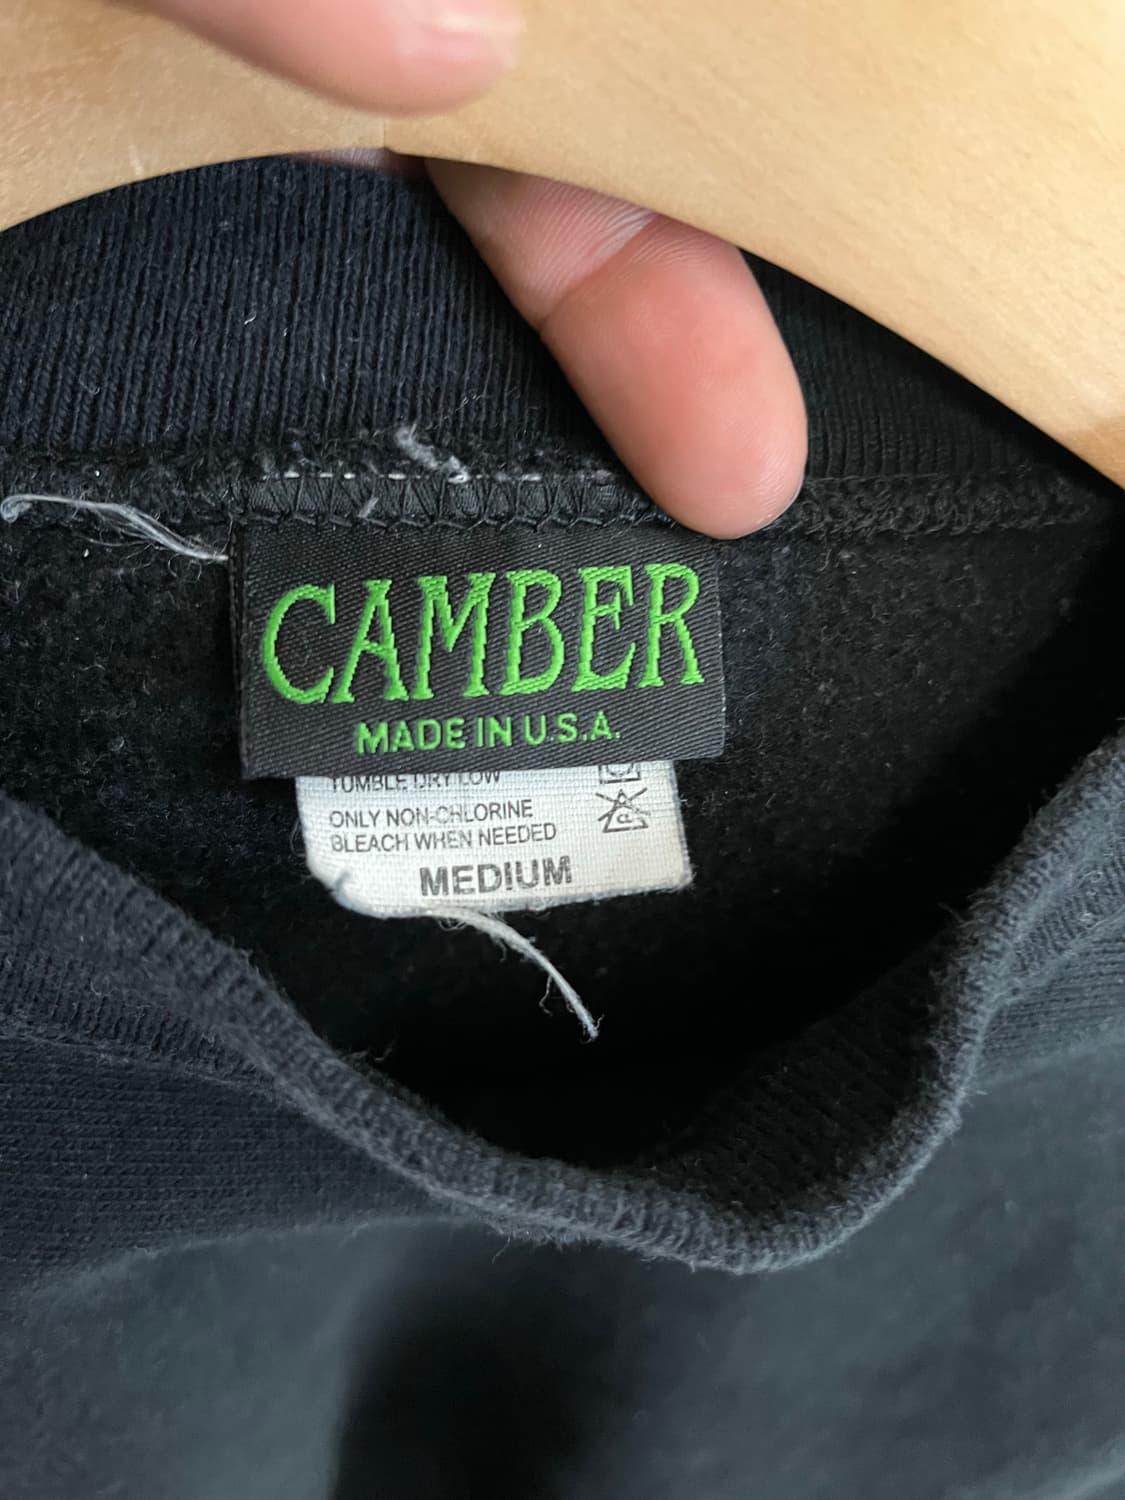 CAMBER
MADE IN U.S.A.
TUMBLE DRY LOW
ONLY NON-CHLORINE
BLEACH WHEN NEEDED
MEDIUM